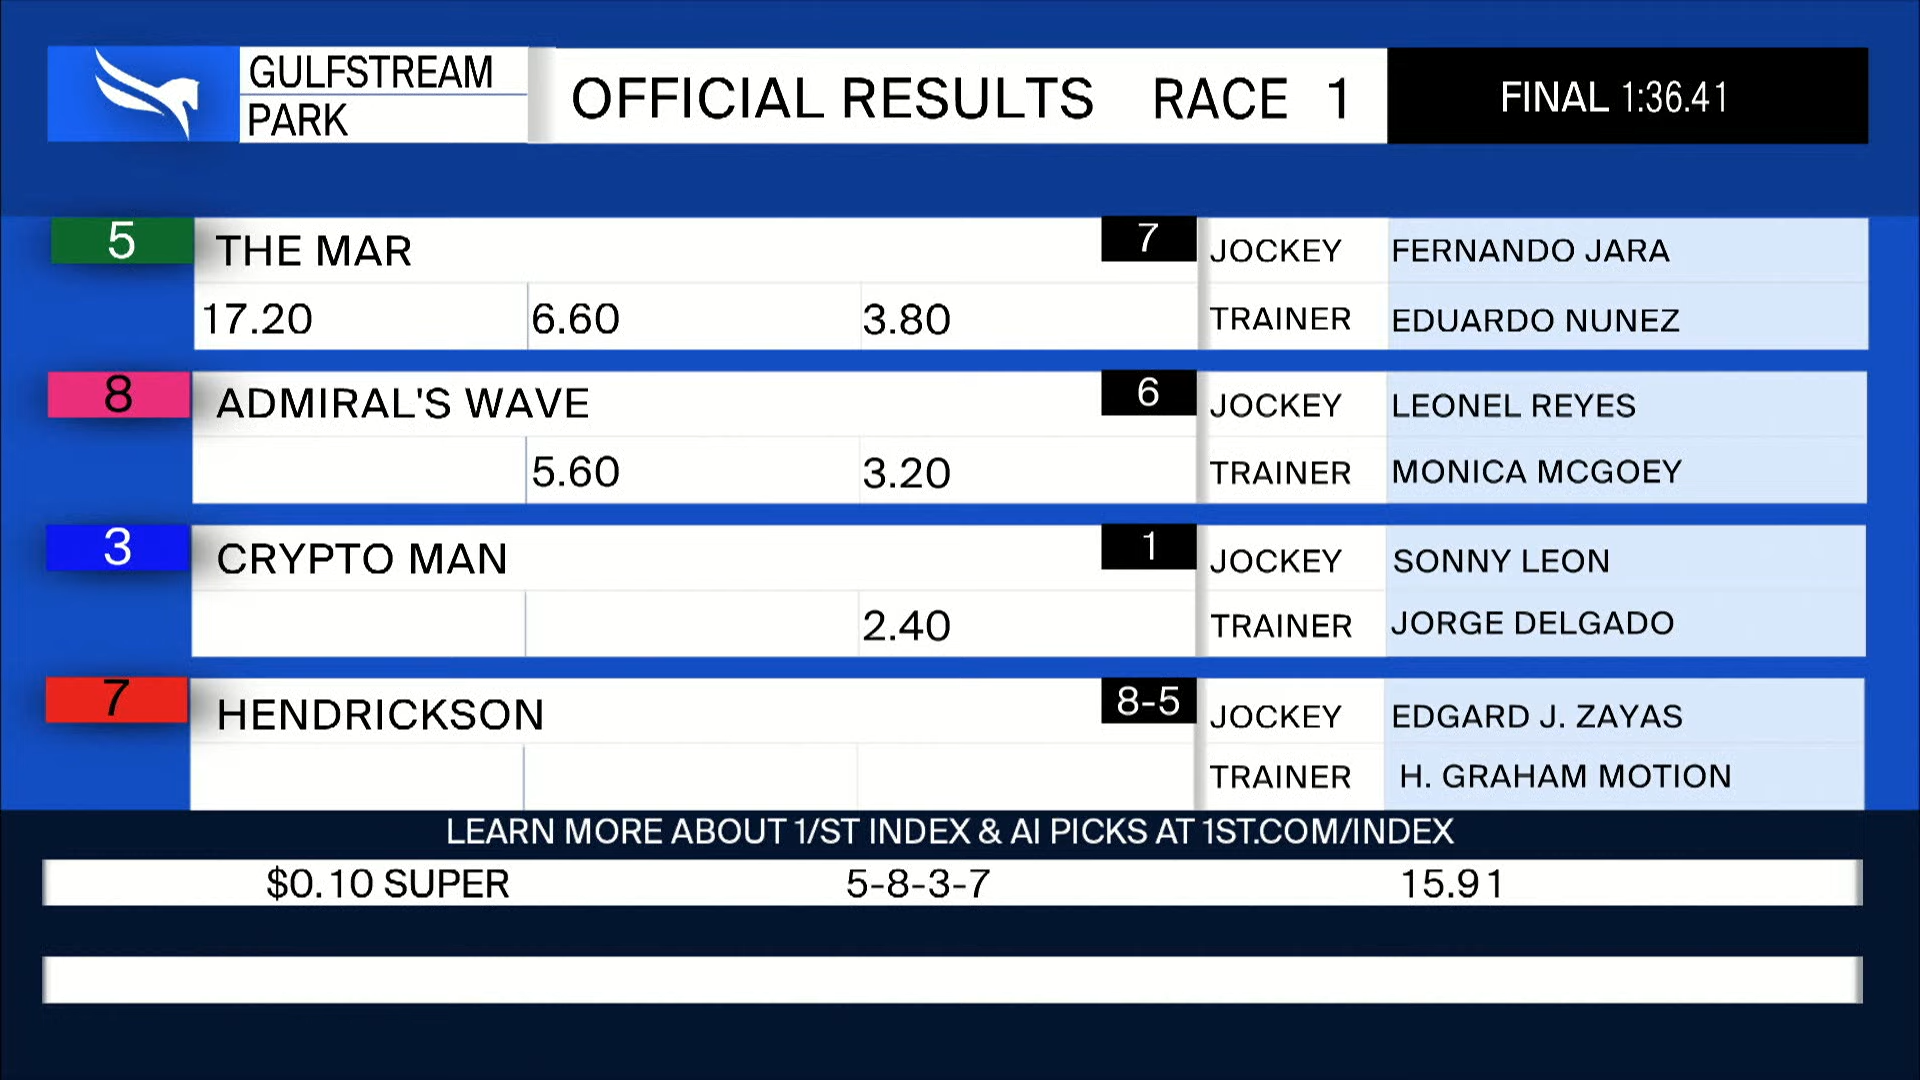 GULFSTREAM
PARK
OFFICIAL RESULTS RACE 1
FINAL 1:36.41
5 THE MAR 7 JOCKEY FERNANDO JARA
17.20 6.60 3.80 TRAINER EDUARDO NUNEZ
8 ADMIRAL'S WAVE 6 JOCKEY LEONEL REYES
5.60 3.20 TRAINER MONICA MCGOEY
3 CRYPTO MAN 1 JOCKEY SONNY LEON
2.40 TRAINER JORGE DELGADO
7 HENDRICKSON 8-5 JOCKEY EDGARD J. ZAYAS
TRAINER H. GRAHAM MOTION
LEARN MORE ABOUT 1/ST INDEX & AI PICKS AT 1ST.COM/INDEX
$0.10 SUPER 5-8-3-7 15.91